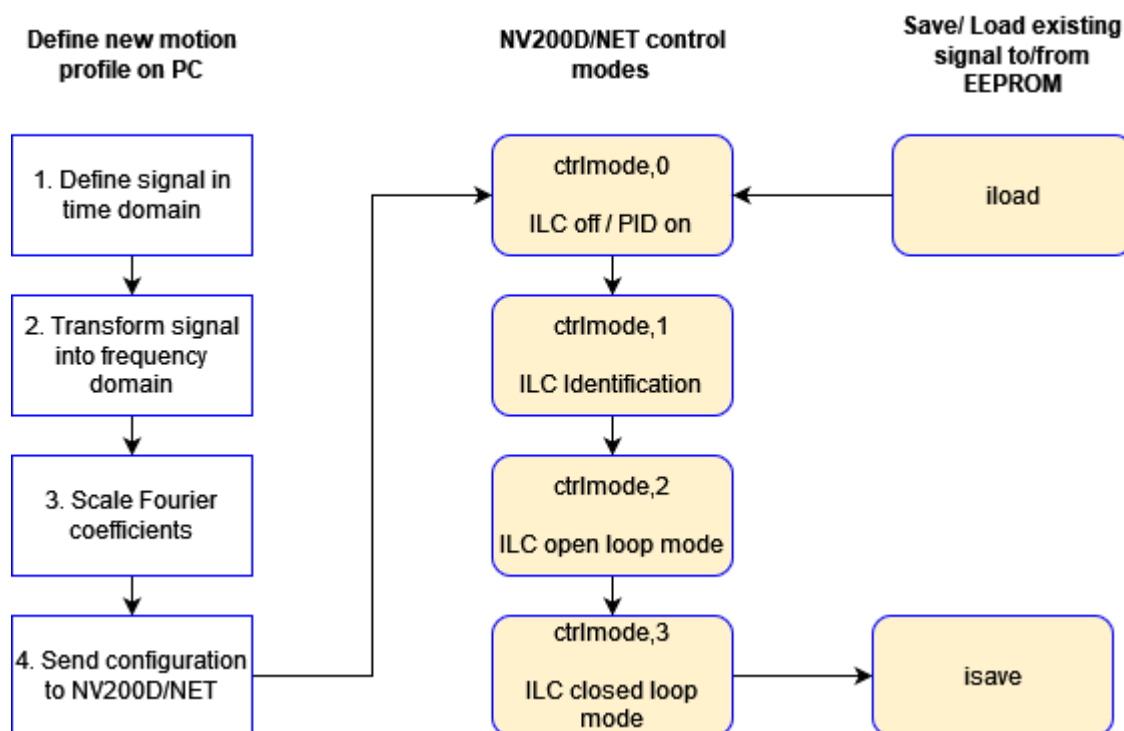 Define new motion
profile on PC
1. Define signal in
time domain
2. Transform signal
into frequency
domain
3. Scale Fourier
coefficients
4. Send configuration
to NV200D/NET
NV200D/NET control
modes
ctrlmode,0
ILC off / PID on
ctrlmode,1
ILC Identification
ctrlmode,2
ILC open loop mode
ctrlmode,3
ILC closed loop
mode
Save/ Load existing
signal to/from
EEPROM
iload
isave